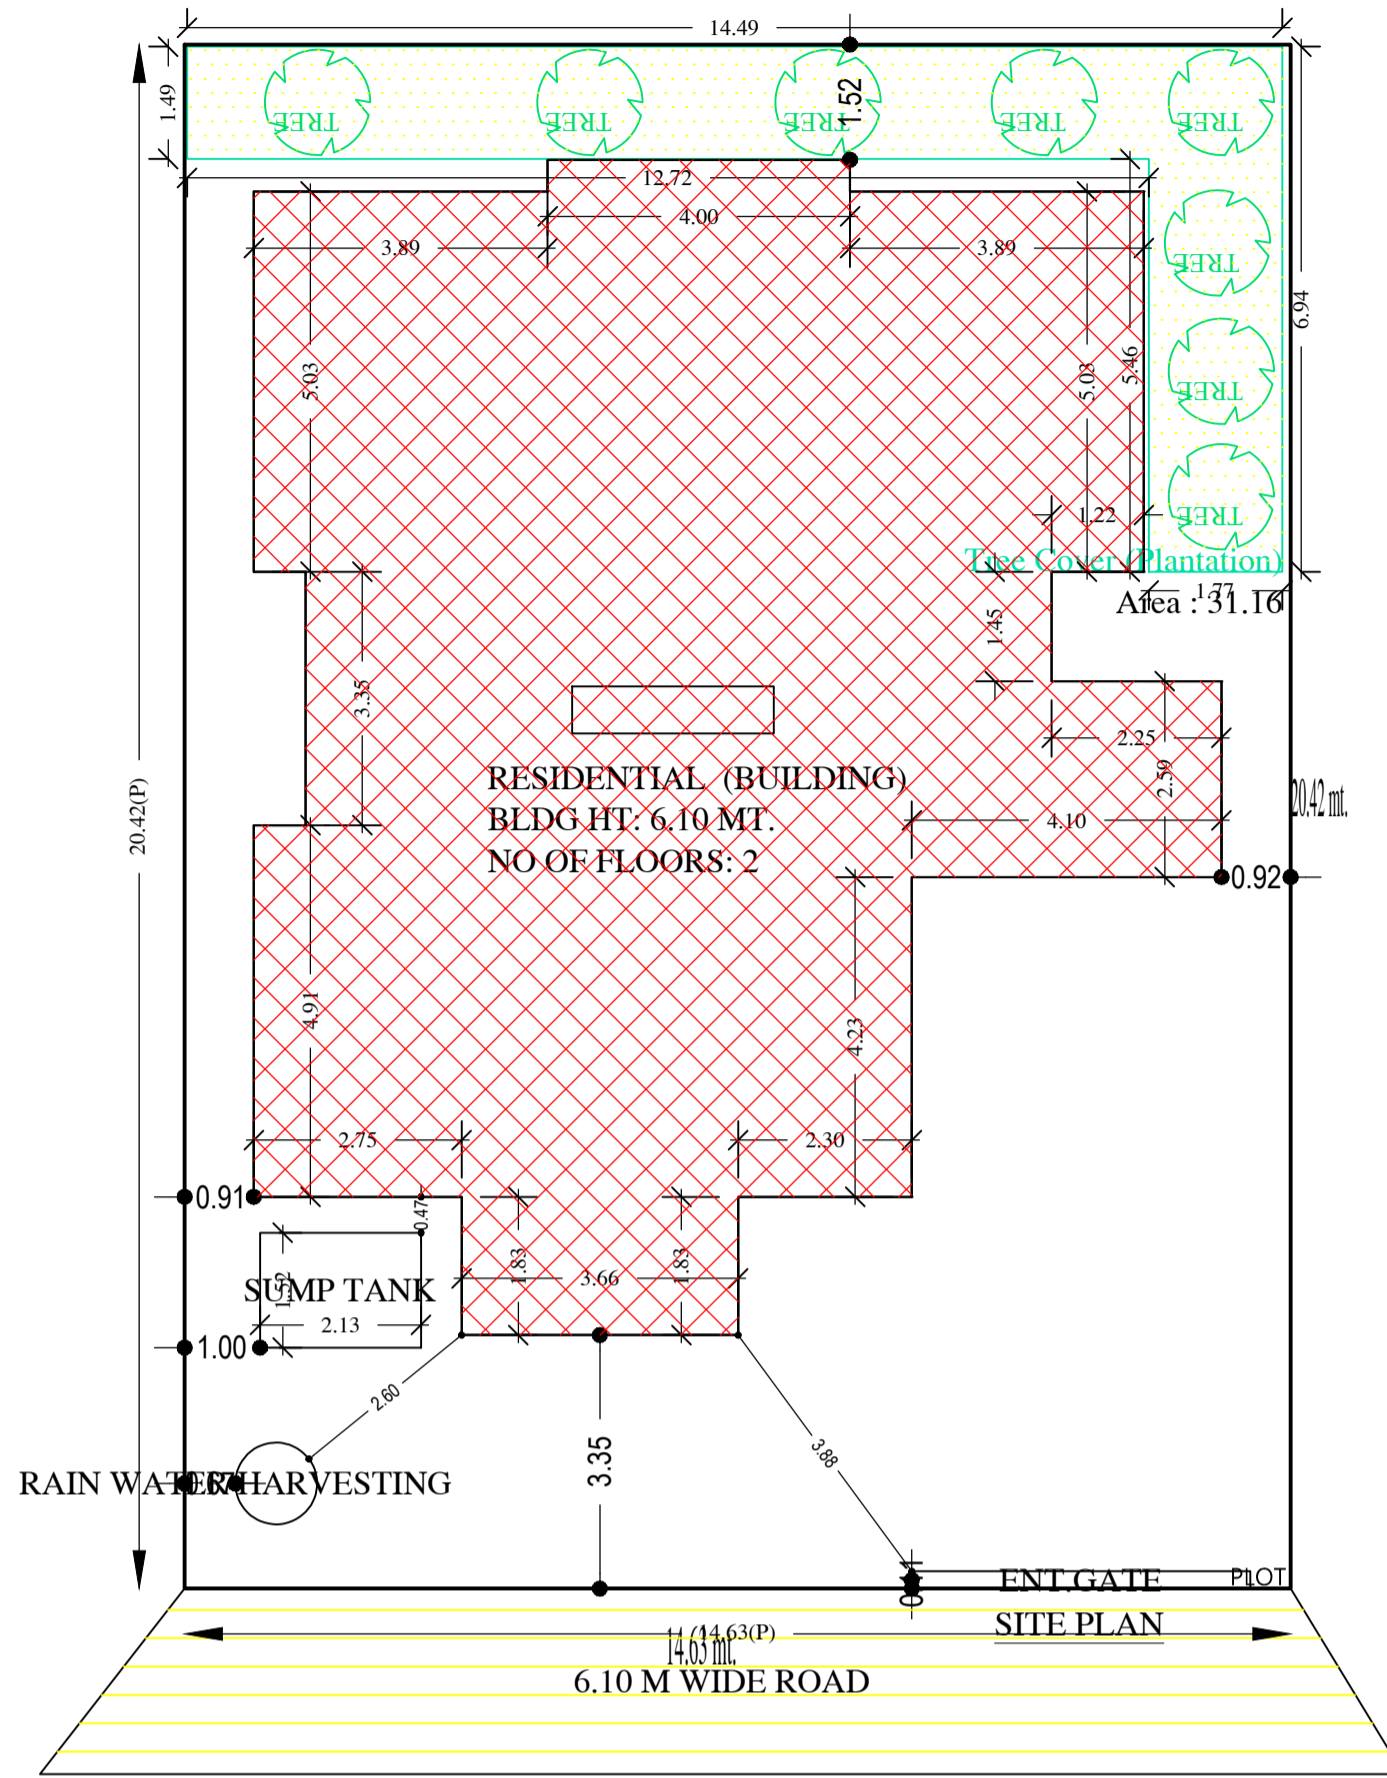 14.49
1.49
1.52
TREE
TREE
TREE
TREE
TREE
12.72
4.00
3.89
3.89
TREE
6.94
5.03
5.03
5.46
TREE
TREE
1.22
Tree Cover (Plantation)
1.77
Area : 31.16
1.45
3.35
2.25
2.59
RESIDENTIAL (BUILDING)
BLDG HT: 6.10 MT.
NO OF FLOORS: 2
20.42(P)
20.42 mt.
4.10
0.92
4.91
4.23
2.75
2.30
0.91
0.47
1.83
1.83
3.66
SUMP TANK
1.52
2.13
1.00
2.60
3.88
3.35
RAIN WATER HARVESTING
0.67
ENT.GATE
PLOT
SITE PLAN
14.63(P)
14.63 mt.
6.10 M WIDE ROAD